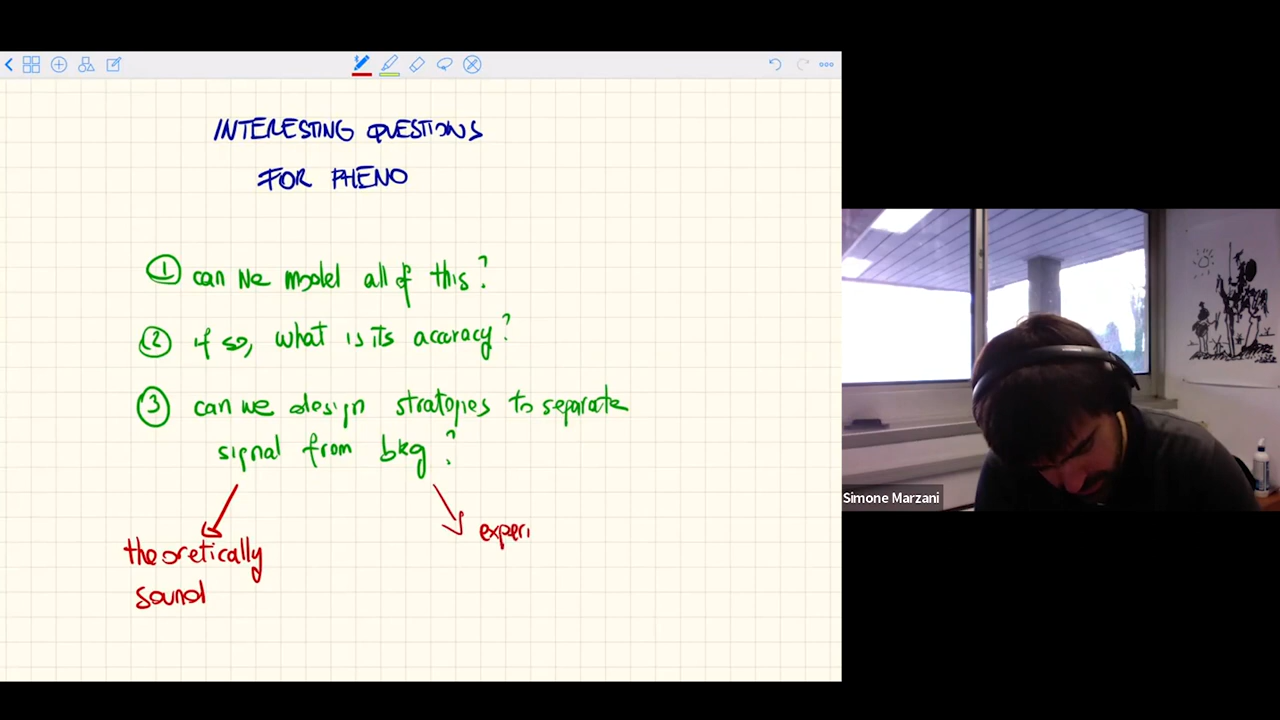 INTERESTING QUESTIONS
FOR PHENO
1 can we model all of this?
2 if so, what is its accuracy?
3 can we design stratgies to separate
signal from bkg?
theoretically
sound
experi
Simone Marzani